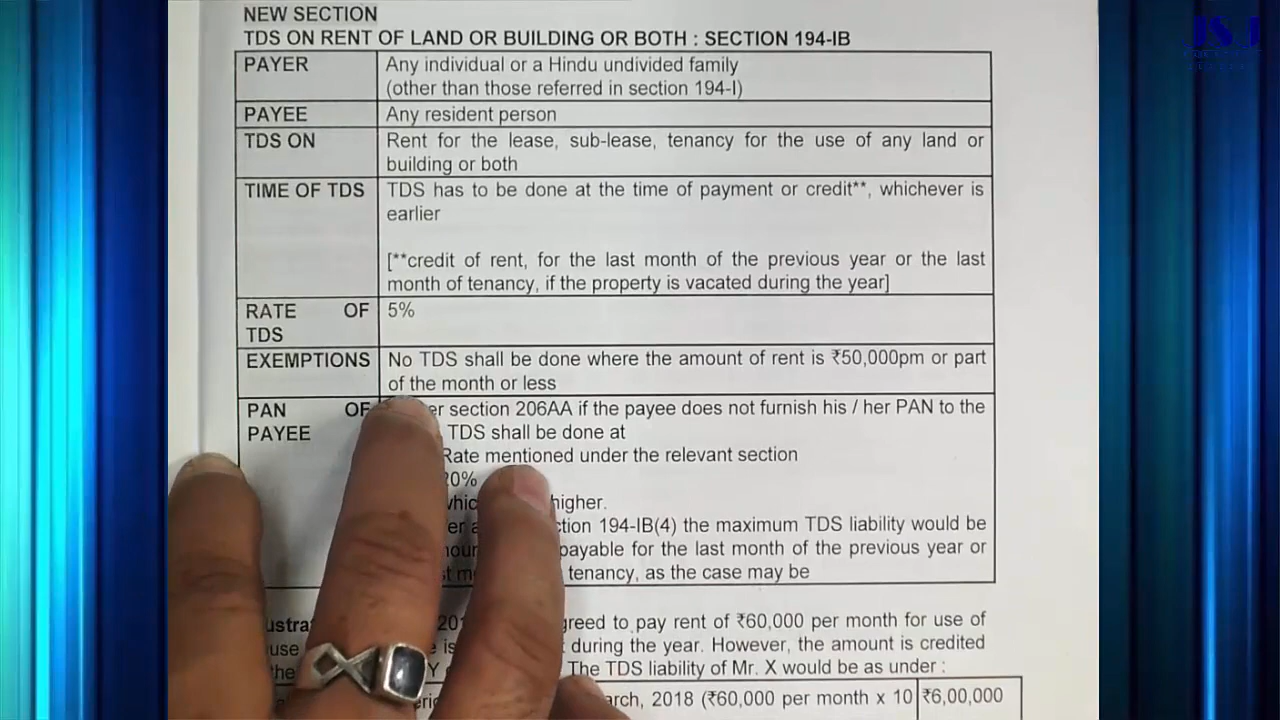 JSJ
NEW SECTION
TDS ON RENT OF LAND OR BUILDING OR BOTH : SECTION 194-IB
PAYER Any individual or a Hindu undivided family
(other than those referred in section 194-I)
PAYEE Any resident person
TDS ON Rent for the lease, sub-lease, tenancy for the use of any land or
building or both
TIME OF TDS TDS has to be done at the time of payment or credit**, whichever is
earlier
[**credit of rent, for the last month of the previous year or the last
month of tenancy, if the property is vacated during the year]
RATE OF 5%
TDS
EXEMPTIONS No TDS shall be done where the amount of rent is ₹50,000pm or part
of the month or less
PAN OF section 206AA if the payee does not furnish his / her PAN to the
PAYEE TDS shall be done at
Rate mentioned under the relevant section
20%
higher.
194-IB(4) the maximum TDS liability would be
payable for the last month of the previous year or
tenancy, as the case may be
to pay rent of ₹60,000 per month for use of
during the year. However, the amount is credited
The TDS liability of Mr. X would be as under :
2018 (₹60,000 per month x 10 ₹6,00,000